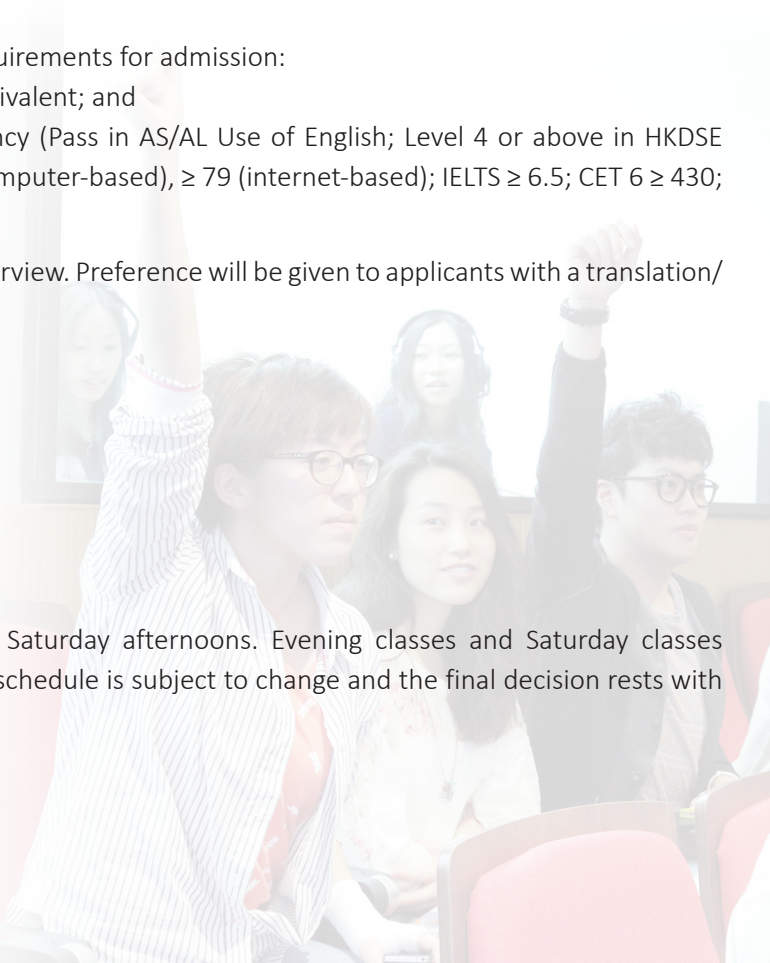 uirements for admission:
ivalent; and
ncy (Pass in AS/AL Use of English; Level 4 or above in HKDSE
mputer-based), ≥ 79 (internet-based); IELTS ≥ 6.5; CET 6 ≥ 430;
rview. Preference will be given to applicants with a translation/
Saturday afternoons. Evening classes and Saturday classes
schedule is subject to change and the final decision rests with